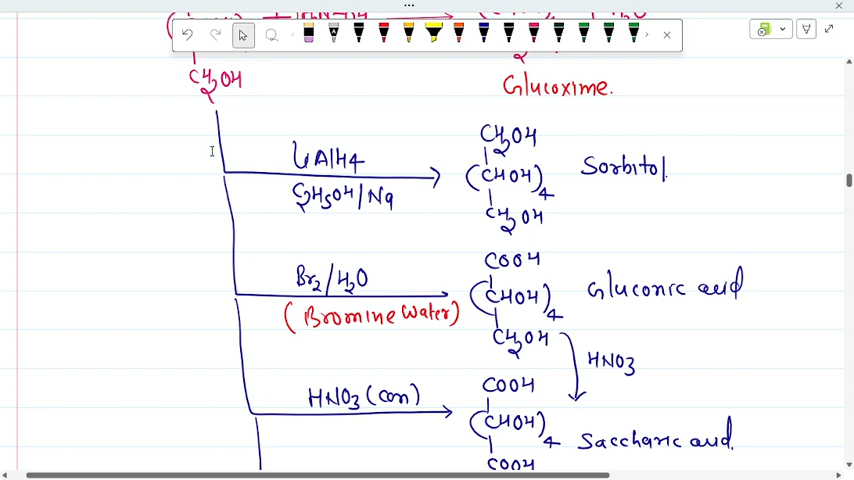 CH2OH
Glucoxime.
LiAlH4
C2H5OH/Na
CH2OH
(CHOH)4
CH2OH
Sorbitol
Br2/H2O
(Bromine Water)
COOH
(CHOH)4
CH2OH
Gluconic acid
HNO3
HNO3 (con)
COOH
(CHOH)4
COOH
Saccharic acid.